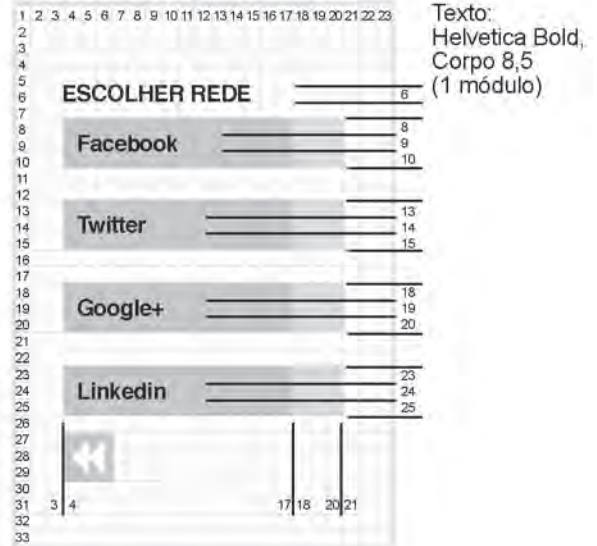 1 2 3 4 5 6 7 8 9 10 11 12 13 14 15 16 17 18 19 20 21 22 23
Texto:
Helvetica Bold,
Corpo 8,5
(1 módulo)
2
3
4
5
6 ESCOLHER REDE 6
7
8 8
9 Facebook 9
10 10
11
12
13 13
14 Twitter 14
15 15
16
17
18 18
19 Google+ 19
20 20
21
22
23 23
24 Linkedin 24
25 25
26
27
28
29
30
31 3 4 17 18 20 21
32
33